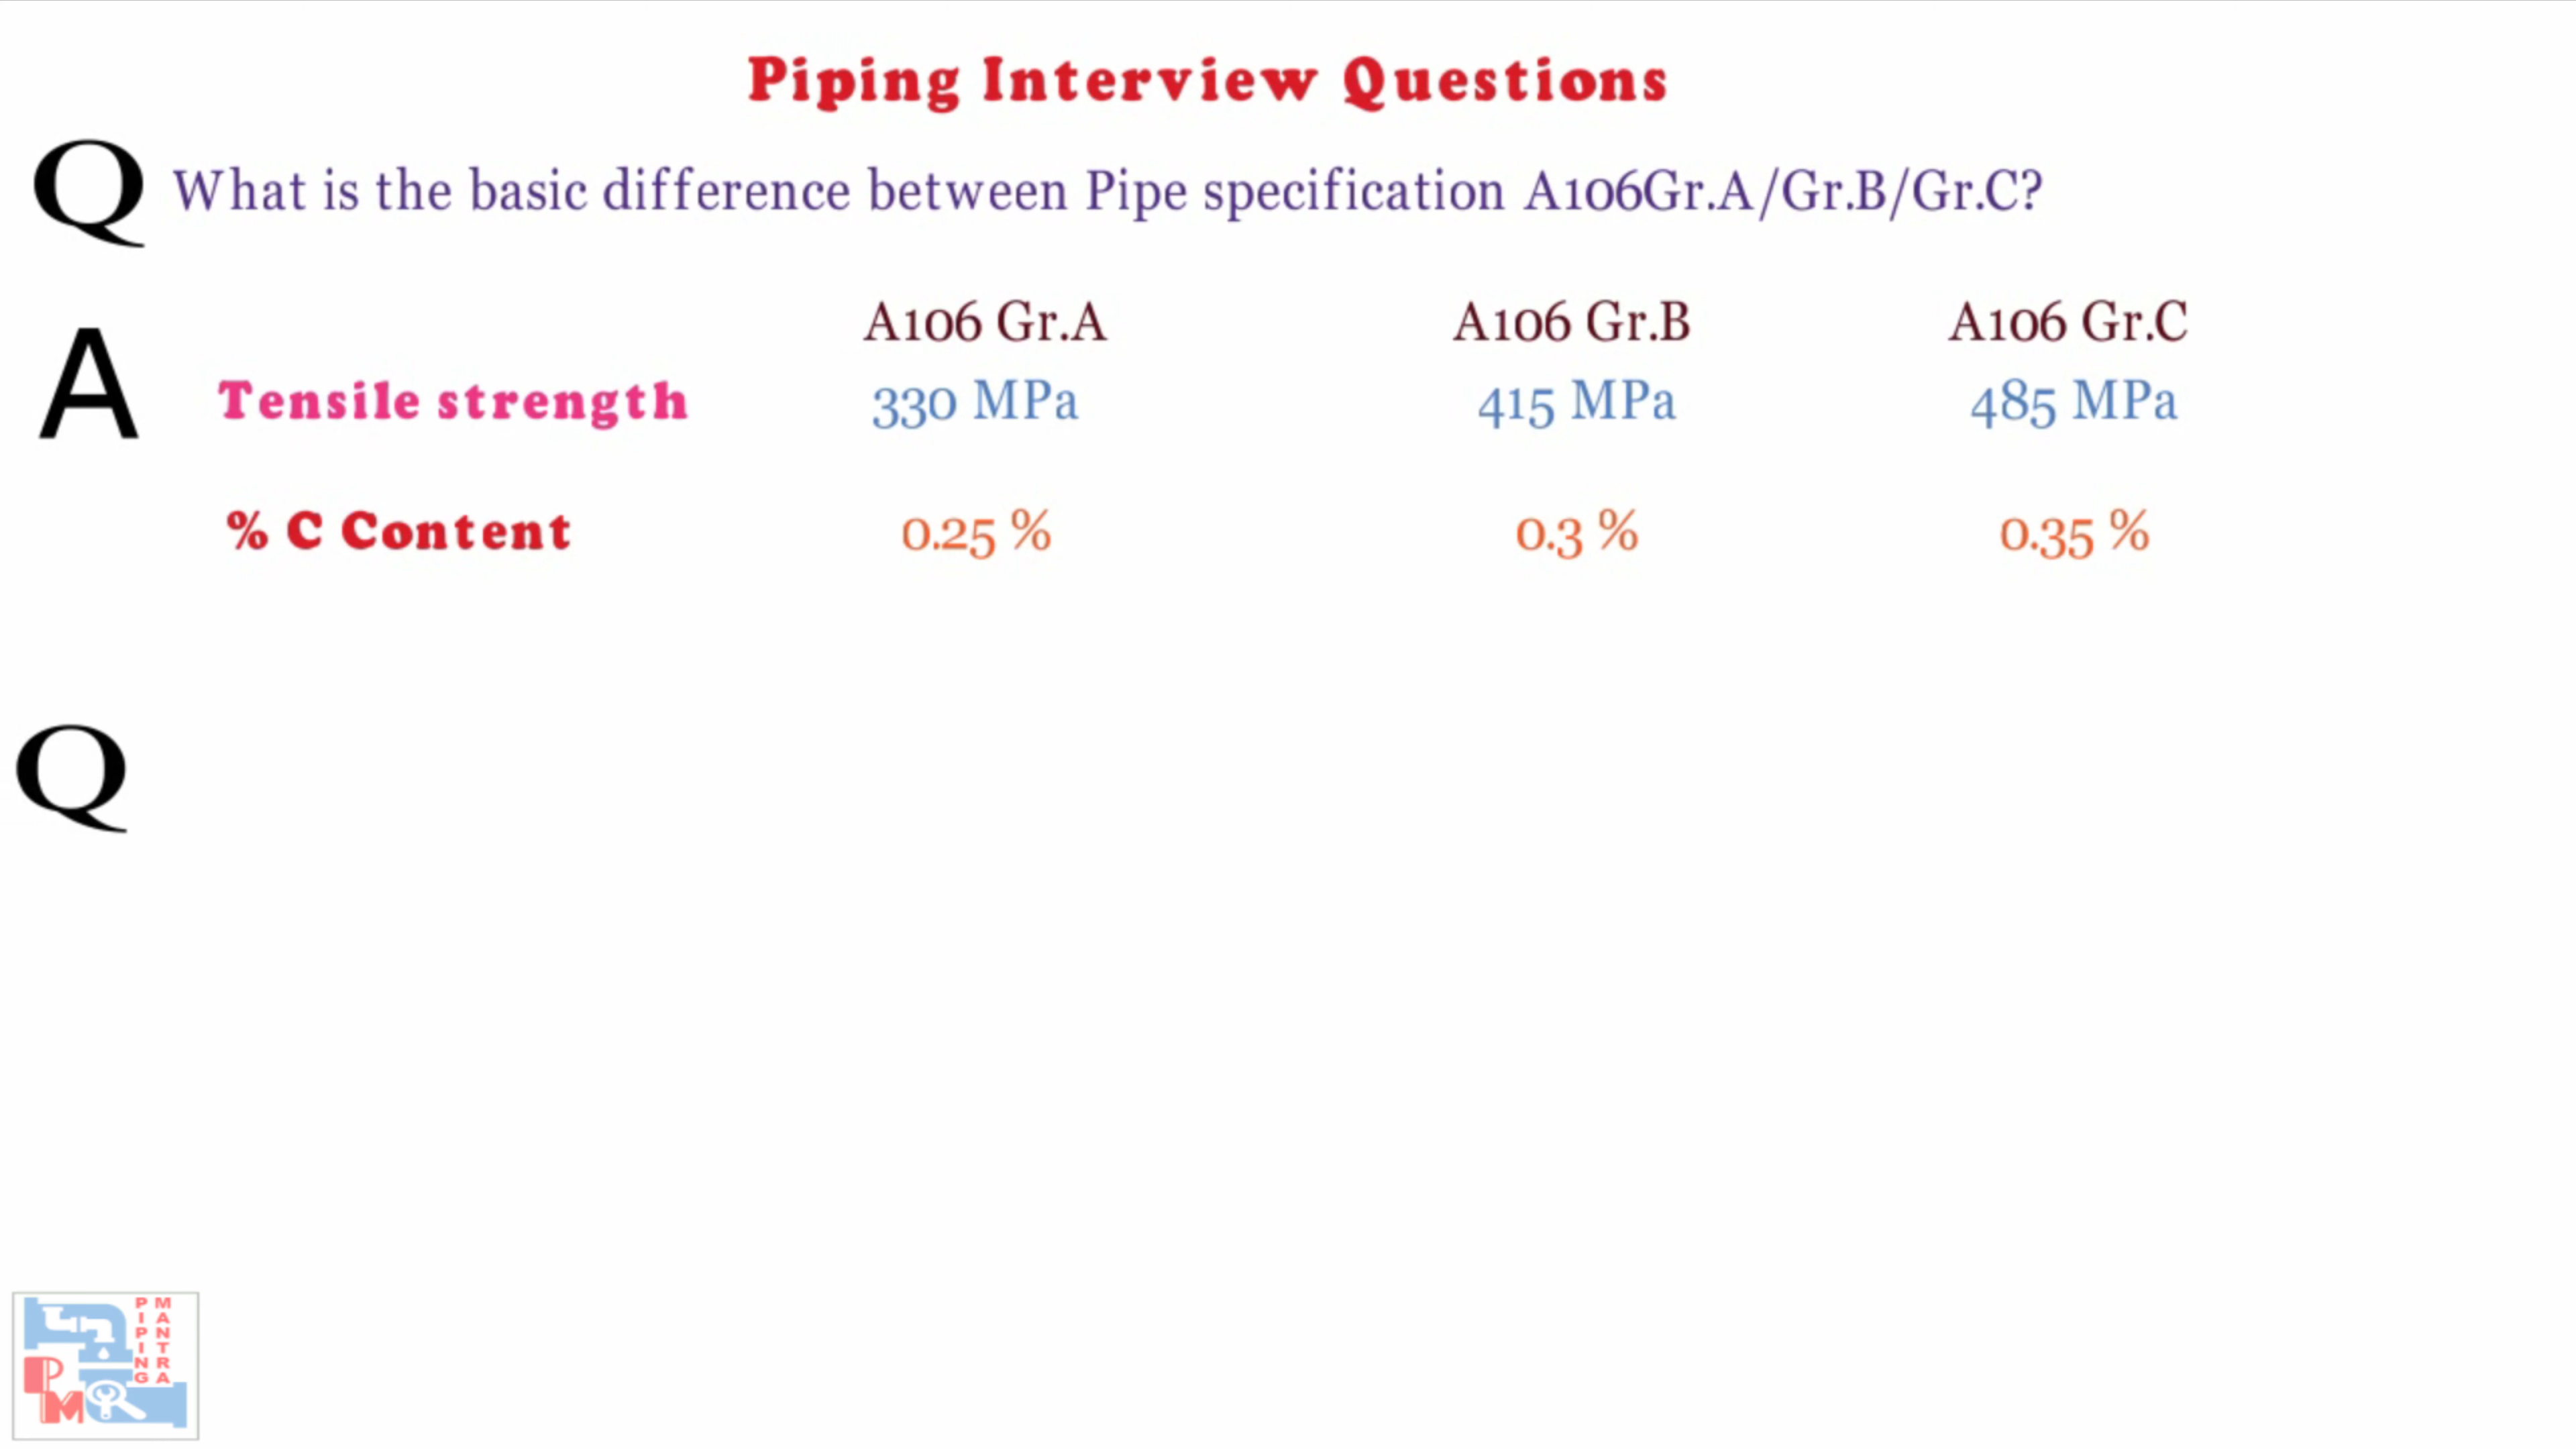 Piping Interview Questions
Q What is the basic difference between Pipe specification A106Gr.A/Gr.B/Gr.C?
A
A106 Gr.A A106 Gr.B A106 Gr.C
Tensile strength 330 MPa 415 MPa 485 MPa
% C Content 0.25 % 0.3 % 0.35 %
Q
PIPING MANTRA
PM